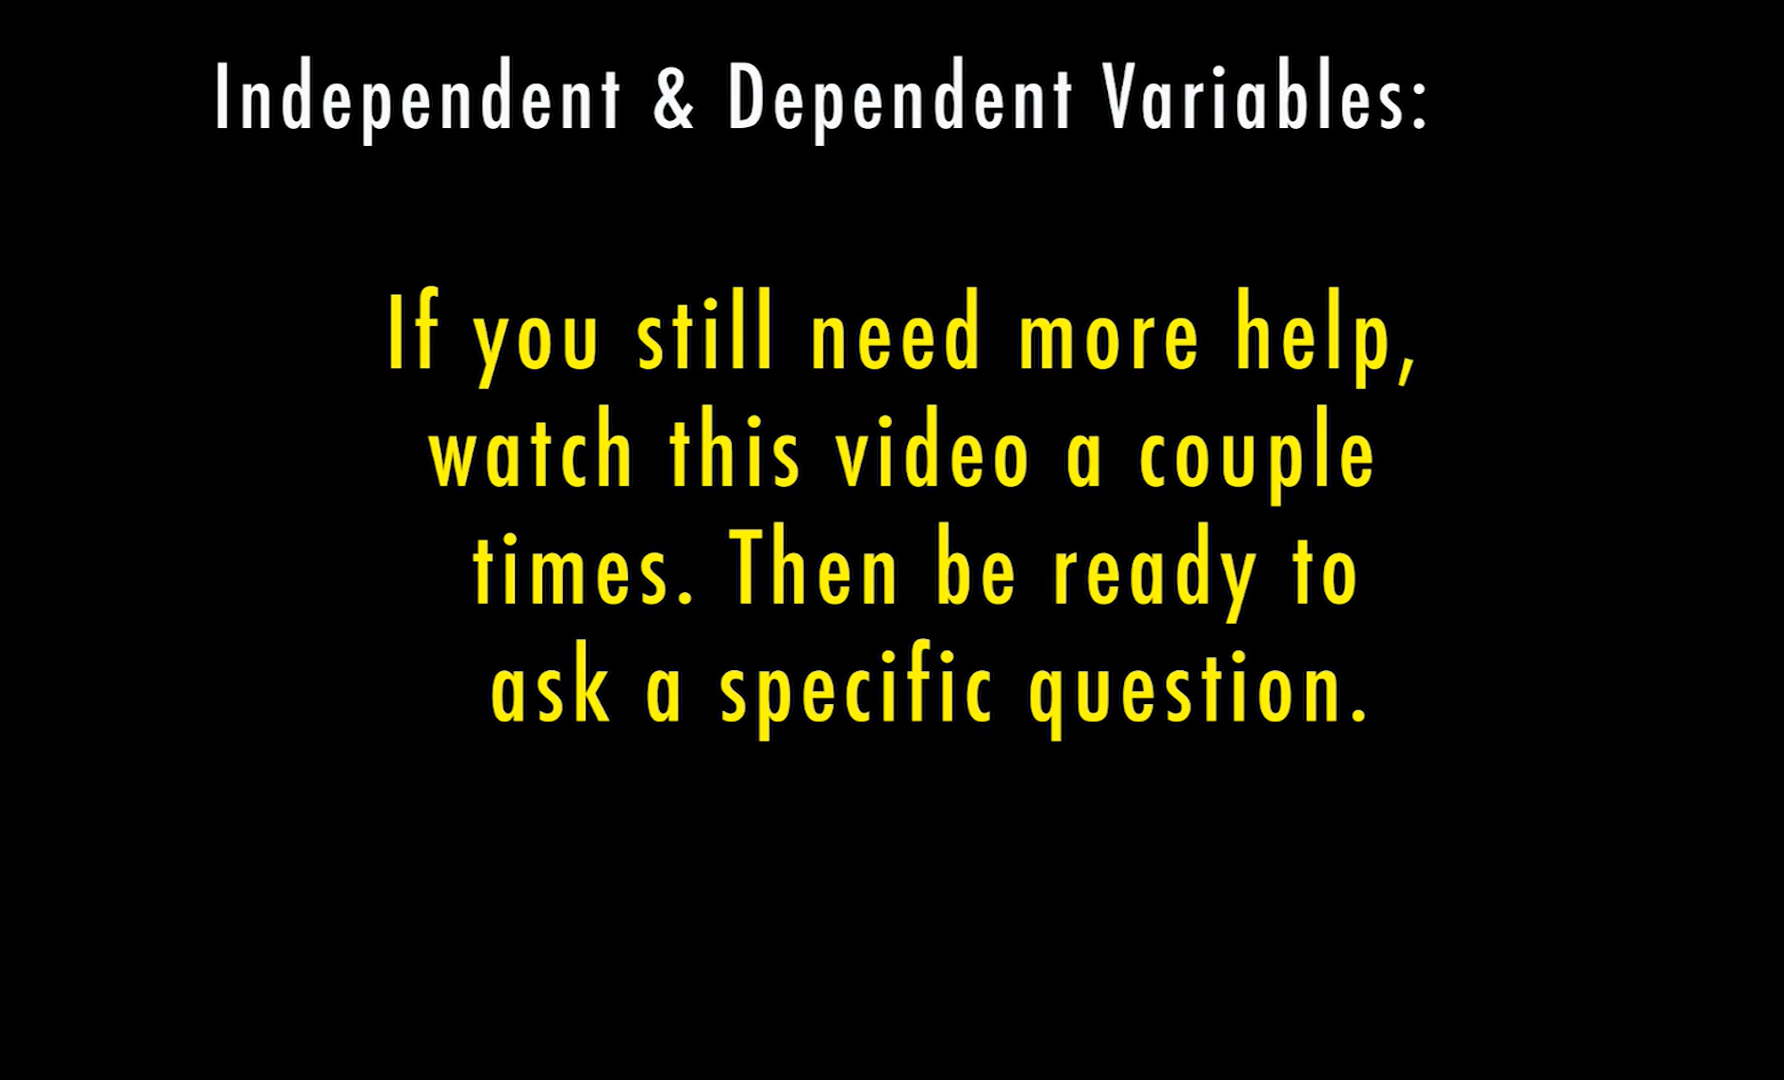 Independent & Dependent Variables:
If you still need more help,
watch this video a couple
times. Then be ready to
ask a specific question.